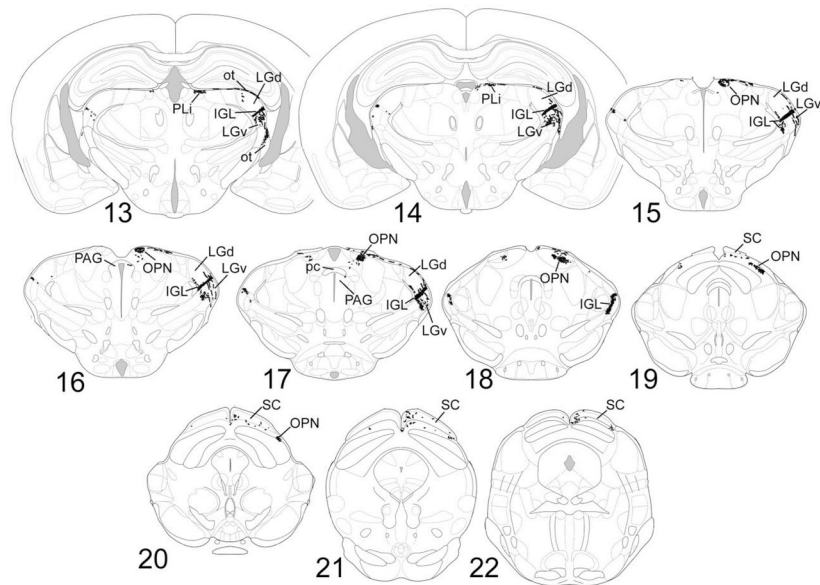 ot
LGd
PLi
IGL
LGv
ot
13
LGd
PLi
IGL
LGv
14
LGd
OPN
LGv
IGL
15
PAG
OPN
LGd
LGv
IGL
16
OPN
pc
LGd
PAG
IGL
LGv
17
OPN
IGL
18
SC
OPN
19
SC
OPN
20
SC
21
SC
22